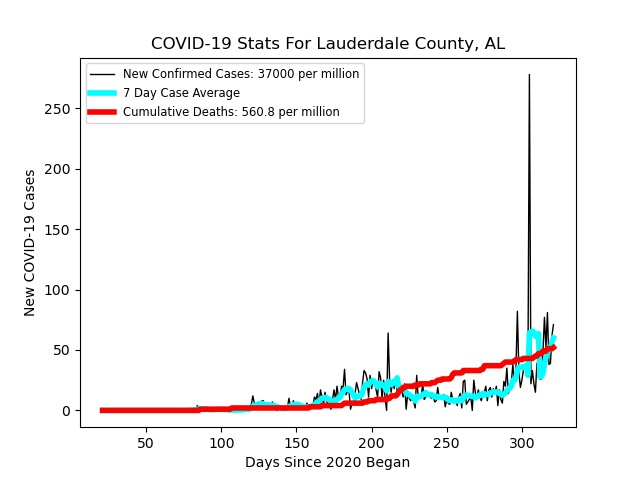 COVID-19 Stats For Lauderdale County, AL
New Confirmed Cases: 37000 per million
7 Day Case Average
Cumulative Deaths: 560.8 per million
New COVID-19 Cases
250
200
150
100
50
0
50 100 150 200 250 300
Days Since 2020 Began